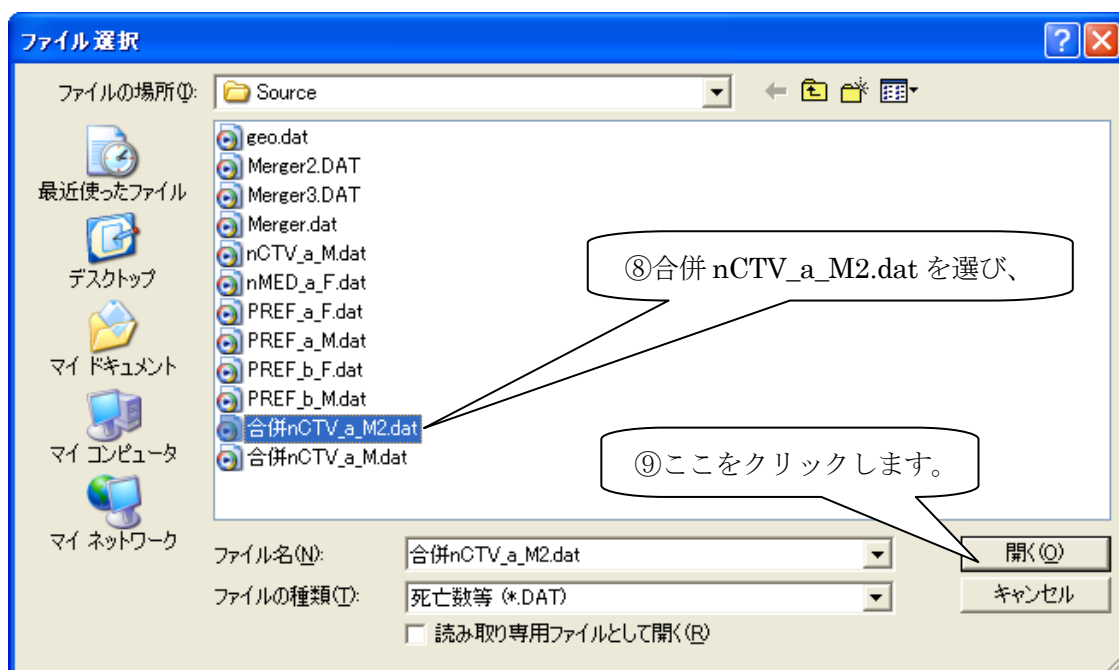 ファイル選択
ファイルの場所(I):
Source
最近使ったファイル
デスクトップ
マイ ドキュメント
マイ コンピュータ
マイ ネットワーク
geo.dat
Merger2.DAT
Merger3.DAT
Merger.dat
nCTV_a_M.dat
nMED_a_F.dat
PREF_a_F.dat
PREF_a_M.dat
PREF_b_F.dat
PREF_b_M.dat
合併nCTV_a_M2.dat
合併nCTV_a_M.dat
⑧合併 nCTV_a_M2.dat を選び、
⑨ここをクリックします。
ファイル名(N):
合併nCTV_a_M2.dat
開く(O)
ファイルの種類(T):
死亡数等 (*.DAT)
キャンセル
読み取り専用ファイルとして開く(R)